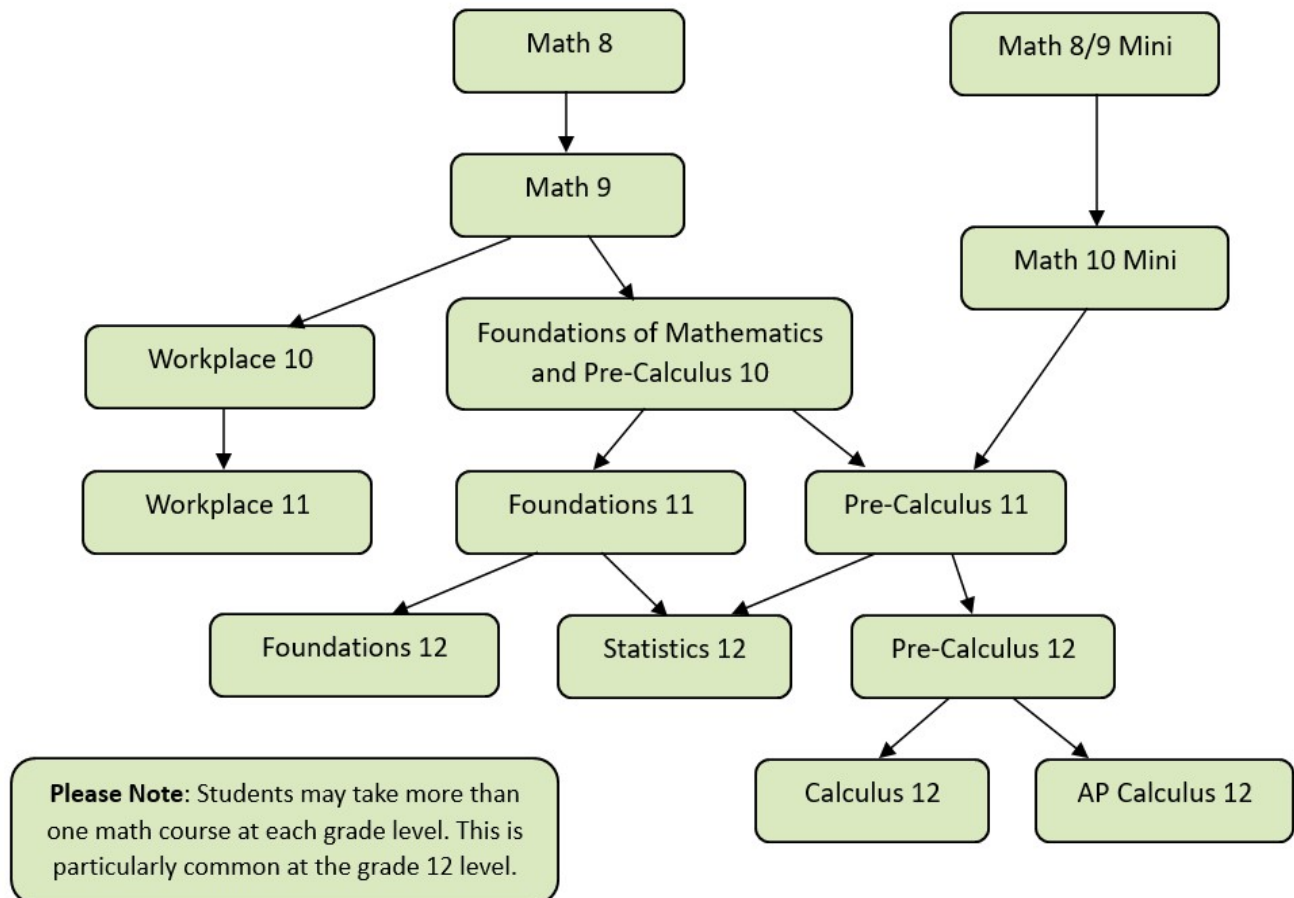 Math 8
Math 8/9 Mini
Math 9
Math 10 Mini
Workplace 10
Foundations of Mathematics
and Pre-Calculus 10
Workplace 11
Foundations 11
Pre-Calculus 11
Foundations 12
Statistics 12
Pre-Calculus 12
Calculus 12
AP Calculus 12
Please Note: Students may take more than
one math course at each grade level. This is
particularly common at the grade 12 level.